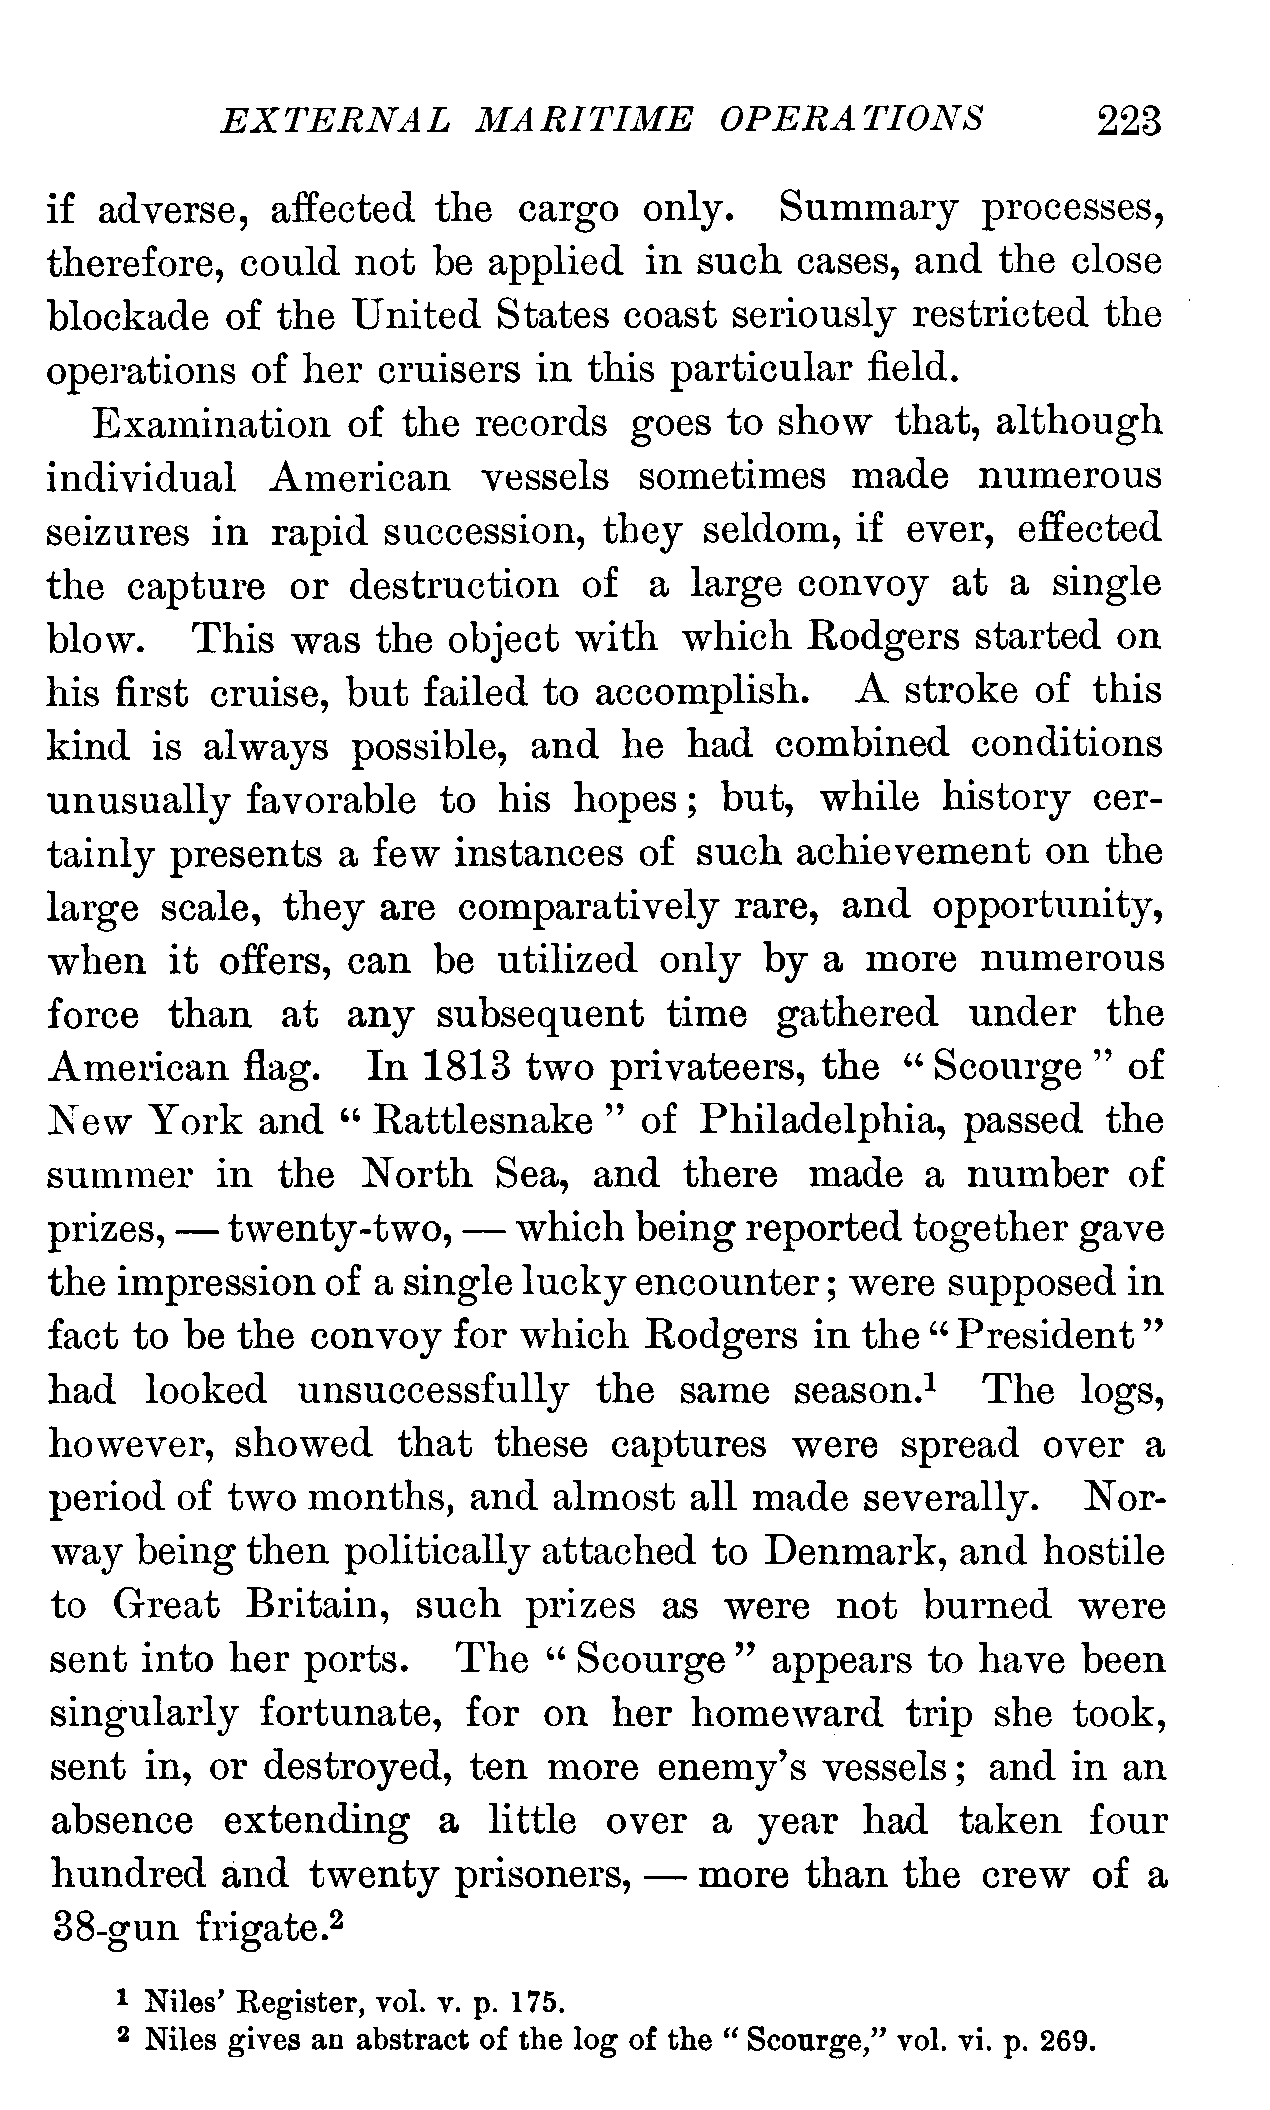 EXTERNAL MARITIME OPERATIONS 223
if adverse, affected the cargo only. Summary processes,
therefore, could not be applied in such cases, and the close
blockade of the United States coast seriously restricted the
operations of her cruisers in this particular field.
Examination of the records goes to show that, although
individual American vessels sometimes made numerous
seizures in rapid succession, they seldom, if ever, effected
the capture or destruction of a large convoy at a single
blow. This was the object with which Rodgers started on
his first cruise, but failed to accomplish. A stroke of this
kind is always possible, and he had combined conditions
unusually favorable to his hopes; but, while history cer-
tainly presents a few instances of such achievement on the
large scale, they are comparatively rare, and opportunity,
when it offers, can be utilized only by a more numerous
force than at any subsequent time gathered under the
American flag. In 1813 two privateers, the “Scourge” of
New York and “Rattlesnake” of Philadelphia, passed the
summer in the North Sea, and there made a number of
prizes, — twenty-two, — which being reported together gave
the impression of a single lucky encounter; were supposed in
fact to be the convoy for which Rodgers in the “President”
had looked unsuccessfully the same season.¹ The logs,
however, showed that these captures were spread over a
period of two months, and almost all made severally. Nor-
way being then politically attached to Denmark, and hostile
to Great Britain, such prizes as were not burned were
sent into her ports. The “Scourge” appears to have been
singularly fortunate, for on her homeward trip she took,
sent in, or destroyed, ten more enemy's vessels; and in an
absence extending a little over a year had taken four
hundred and twenty prisoners, — more than the crew of a
38-gun frigate.²
¹ Niles' Register, vol. v. p. 175.
² Niles gives an abstract of the log of the “Scourge,” vol. vi. p. 269.